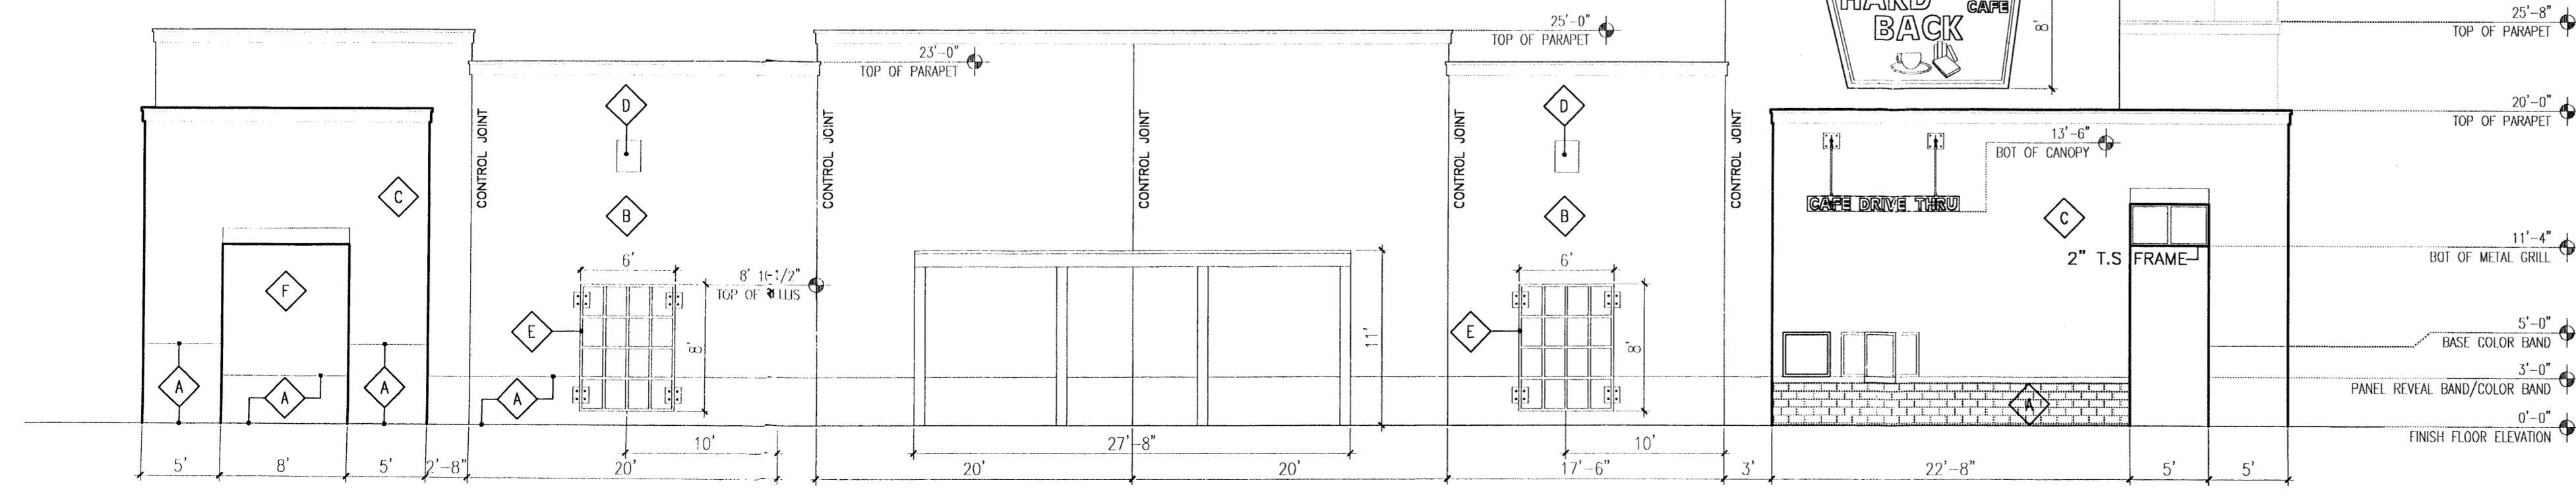 HARD CAFE
BACK
8'
25'-8"
TOP OF PARAPET
25'-0"
TOP OF PARAPET
23'-0"
TOP OF PARAPET
20'-0"
TOP OF PARAPET
D
D
CONTROL JOINT
CONTROL JOINT
CONTROL JOINT
CONTROL JOINT
CONTROL JOINT
13'-6"
BOT OF CANOPY
C
CAFE DRIVE THRU
B
B
C
11'-4"
BOT OF METAL GRILL
2" T.S FRAME
6'
6'
8'
TOP OF
F
E
E
8'
11'
8'
5'-0"
BASE COLOR BAND
3'-0"
PANEL REVEAL BAND/COLOR BAND
A
A
A
A
A
0'-0"
FINISH FLOOR ELEVATION
10'
27'-8"
10'
5'
8'
5'
2'-8"
20'
20'
20'
17'-6"
3'
22'-8"
5'
5'